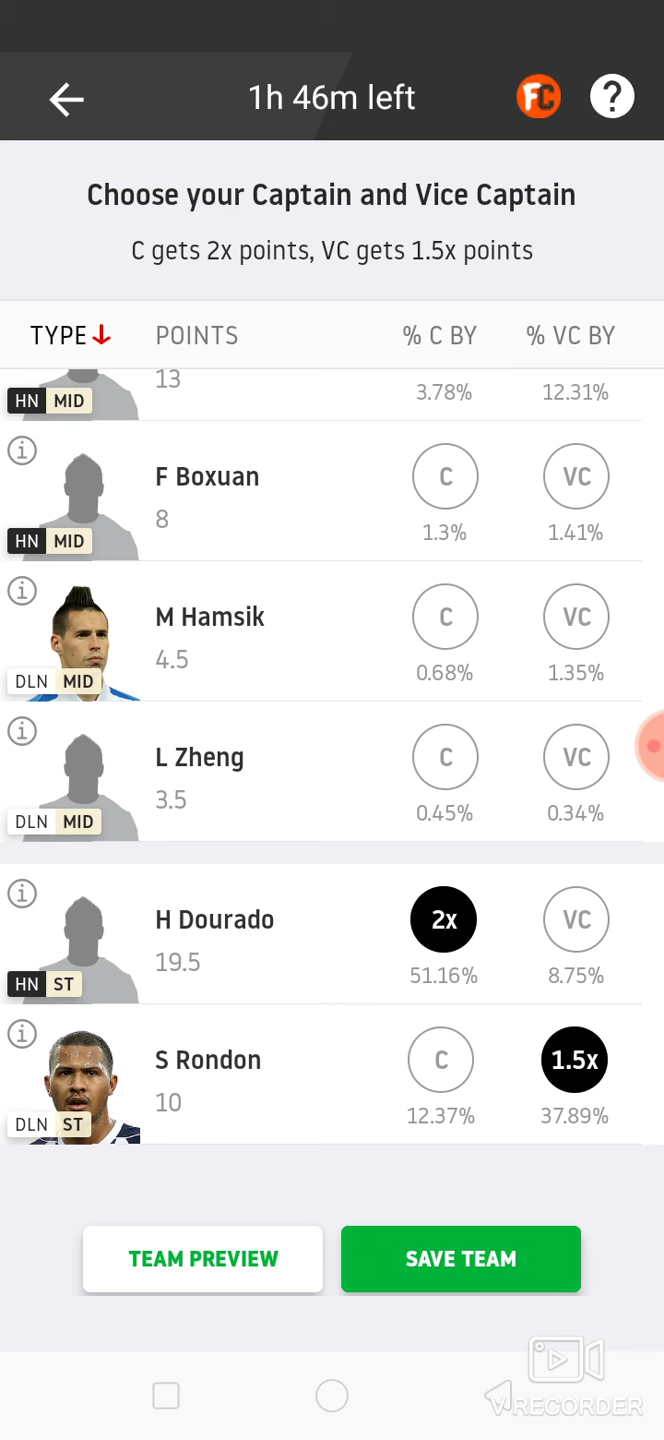 1h 46m left
FC
?
Choose your Captain and Vice Captain
C gets 2x points, VC gets 1.5x points
TYPE POINTS % C BY % VC BY
13 3.78% 12.31%
HN MID
F Boxuan C VC
8 1.3% 1.41%
HN MID
M Hamsik C VC
4.5 0.68% 1.35%
DLN MID
L Zheng C VC
3.5 0.45% 0.34%
DLN MID
H Dourado 2x VC
19.5 51.16% 8.75%
HN ST
S Rondon C 1.5x
10 12.37% 37.89%
DLN ST
TEAM PREVIEW SAVE TEAM
VRECORDER